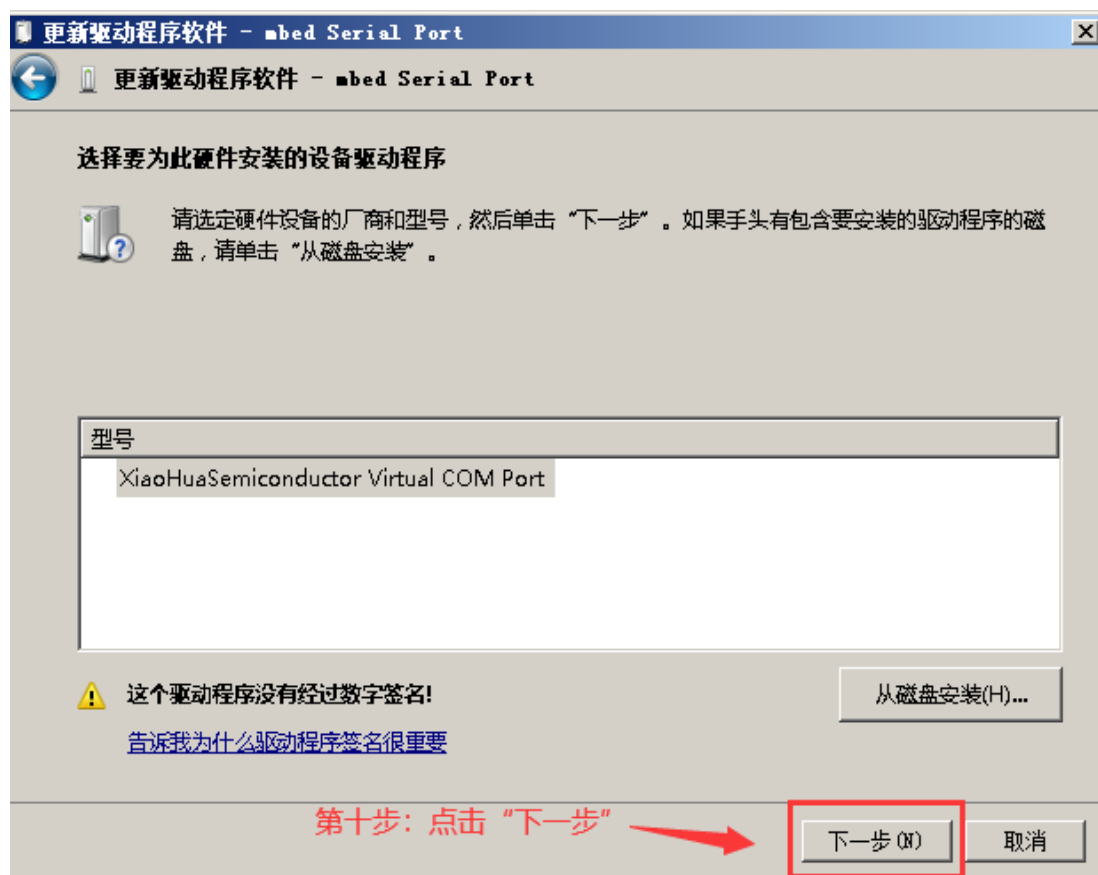 更新驱动程序软件 - mbed Serial Port
更新驱动程序软件 - mbed Serial Port
选择要为此硬件安装的设备驱动程序
请选定硬件设备的厂商和型号，然后单击“下一步”。如果手头有包含要安装的驱动程序的磁
盘，请单击“从磁盘安装”。
型号
XiaoHuaSemiconductor Virtual COM Port
这个驱动程序没有经过数字签名!
从磁盘安装(H)...
告诉我为什么驱动程序签名很重要
第十步：点击“下一步”
下一步(N)
取消